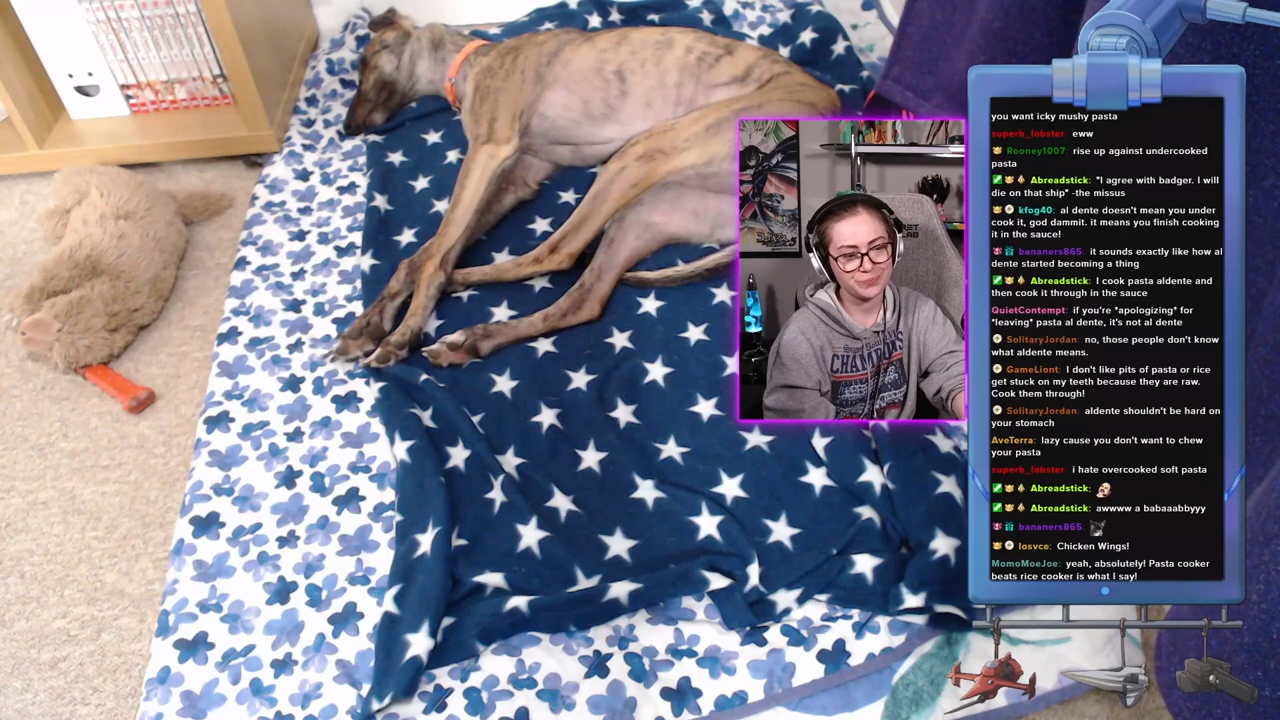 you want icky mushy pasta
superb_lobster eww
Rooney1007: rise up against undercooked
pasta
Abreadstick: "I agree with badger. I will
die on that ship" -the missus
kfog40: al dente doesn't mean you under
cook it, god dammit. it means you finish cooking
it in the sauce!
bananers865 it sounds exactly like how al
dente started becoming a thing
Abreadstick: I cook pasta aldente and
then cook it through in the sauce
QuietContempt: if you're *apologizing* for
*leaving* pasta al dente, it's not al dente
SolitaryJordan: no, those people don't know
what aldente means.
GameLiont: I don't like pits of pasta or rice
get stuck on my teeth because they are raw.
Cook them through!
SolitaryJordan: aldente shouldn't be hard on
your stomach
AveTerra: lazy cause you don't want to chew
your pasta
superb_lobster i hate overcooked soft pasta
Abreadstick:
Abreadstick: awwww a babaaabbyyy
bananers865
losvce: Chicken Wings!
MomoMoeJoe: yeah, absolutely! Pasta cooker
beats rice cooker is what I say!
CHAMPIONS